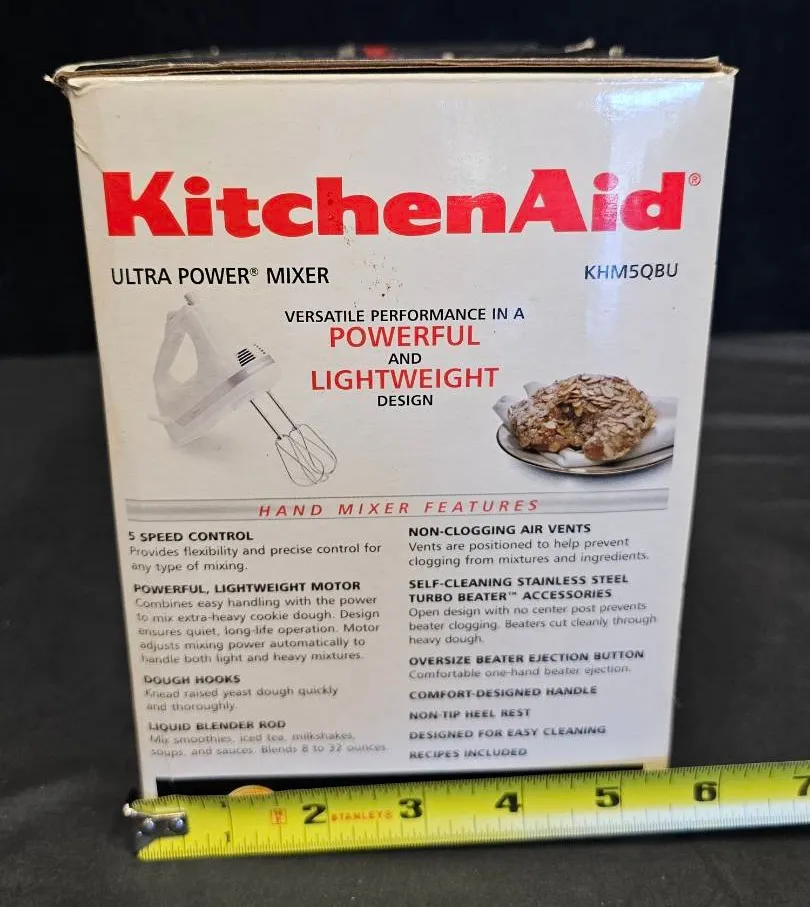 KitchenAid®
ULTRA POWER® MIXER
KHM5QBU
VERSATILE PERFORMANCE IN A
POWERFUL
AND
LIGHTWEIGHT
DESIGN
HAND MIXER FEATURES
5 SPEED CONTROL
Provides flexibility and precise control for
any type of mixing.
POWERFUL, LIGHTWEIGHT MOTOR
Combines easy handling with the power
to mix extra-heavy cookie dough. Design
ensures quiet, long-life operation. Motor
adjusts mixing power automatically to
handle both light and heavy mixtures.
DOUGH HOOKS
Knead raised yeast dough quickly
and thoroughly.
LIQUID BLENDER ROD
Mix smoothies, iced tea, milkshakes,
soups, and sauces. Blends 8 to 32 ounces.
NON-CLOGGING AIR VENTS
Vents are positioned to help prevent
clogging from mixtures and ingredients.
SELF-CLEANING STAINLESS STEEL
TURBO BEATER™ ACCESSORIES
Open design with no center post prevents
beater clogging. Beaters cut cleanly through
heavy dough.
OVERSIZE BEATER EJECTION BUTTON
Comfortable one-hand beater ejection.
COMFORT-DESIGNED HANDLE
NON-TIP HEEL REST
DESIGNED FOR EASY CLEANING
RECIPES INCLUDED
2 STANLEY® 3 4 5 6 7